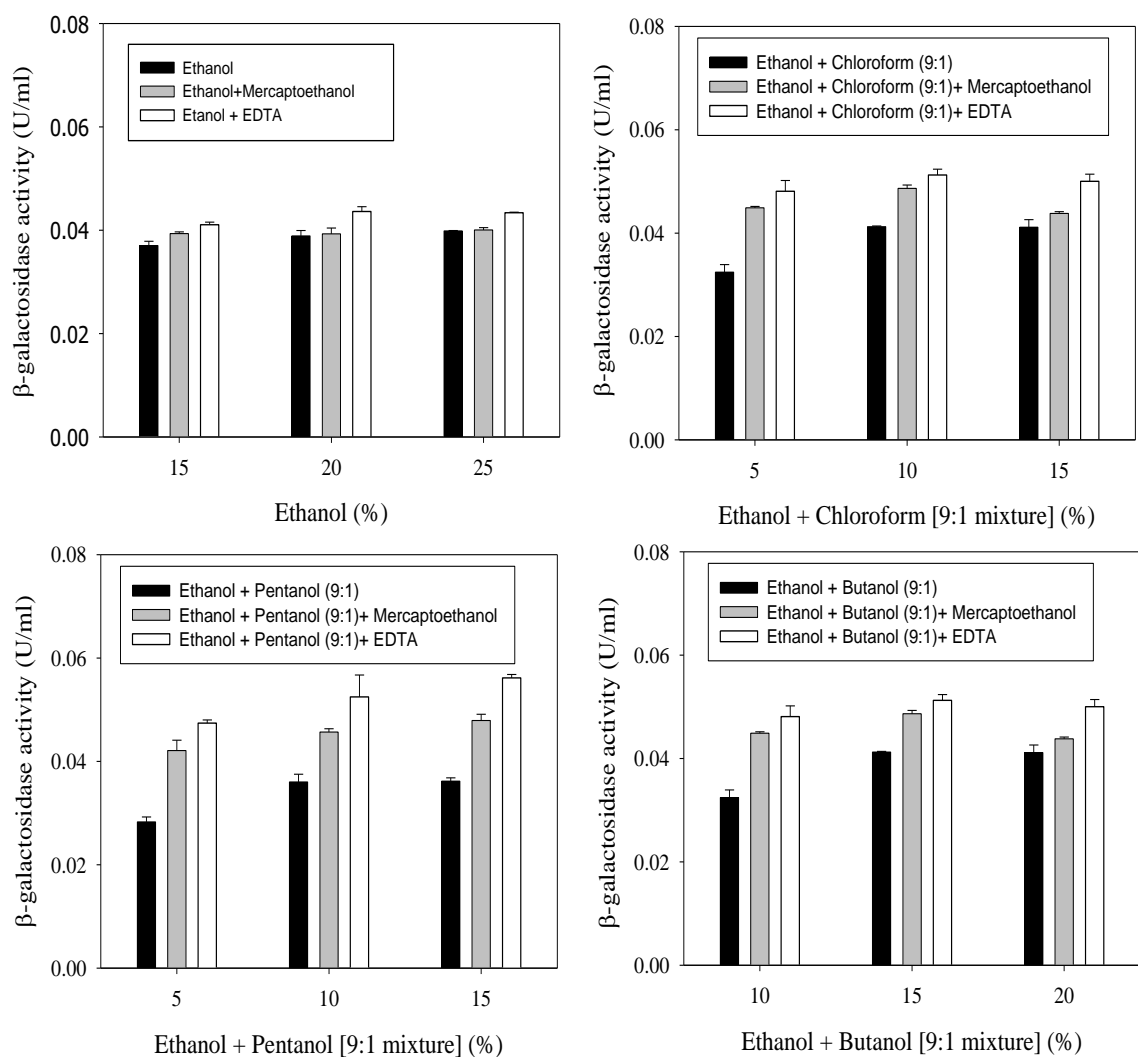 β-galactosidase activity (U/ml)
0.08
0.06
0.04
0.02
0.00
Ethanol
Ethanol+Mercaptoethanol
Etanol + EDTA
15
20
25
Ethanol (%)
β-galactosidase activity (U/ml)
0.08
0.06
0.04
0.02
0.00
Ethanol + Chloroform (9:1)
Ethanol + Chloroform (9:1)+ Mercaptoethanol
Ethanol + Chloroform (9:1)+ EDTA
5
10
15
Ethanol + Chloroform [9:1 mixture] (%)
β-galactosidase activity (U/ml)
0.08
0.06
0.04
0.02
0.00
Ethanol + Pentanol (9:1)
Ethanol + Pentanol (9:1)+ Mercaptoethanol
Ethanol + Pentanol (9:1)+ EDTA
5
10
15
Ethanol + Pentanol [9:1 mixture] (%)
β-galactosidase activity (U/ml)
0.08
0.06
0.04
0.02
0.00
Ethanol + Butanol (9:1)
Ethanol + Butanol (9:1)+ Mercaptoethanol
Ethanol + Butanol (9:1)+ EDTA
10
15
20
Ethanol + Butanol [9:1 mixture] (%)